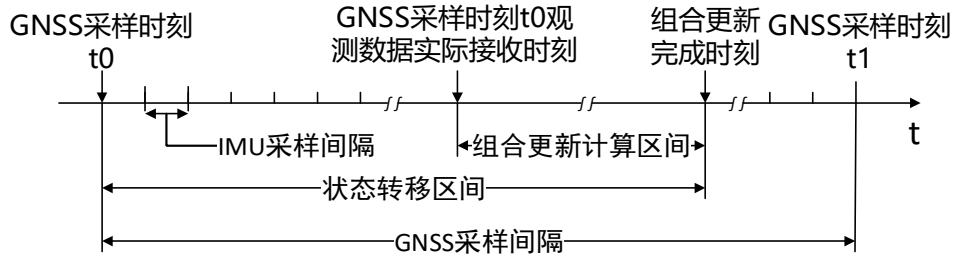 GNSS采样时刻
t0
GNSS采样时刻t0观
测数据实际接收时刻
组合更新
完成时刻
GNSS采样时刻
t1
IMU采样间隔
组合更新计算区间
t
状态转移区间
GNSS采样间隔